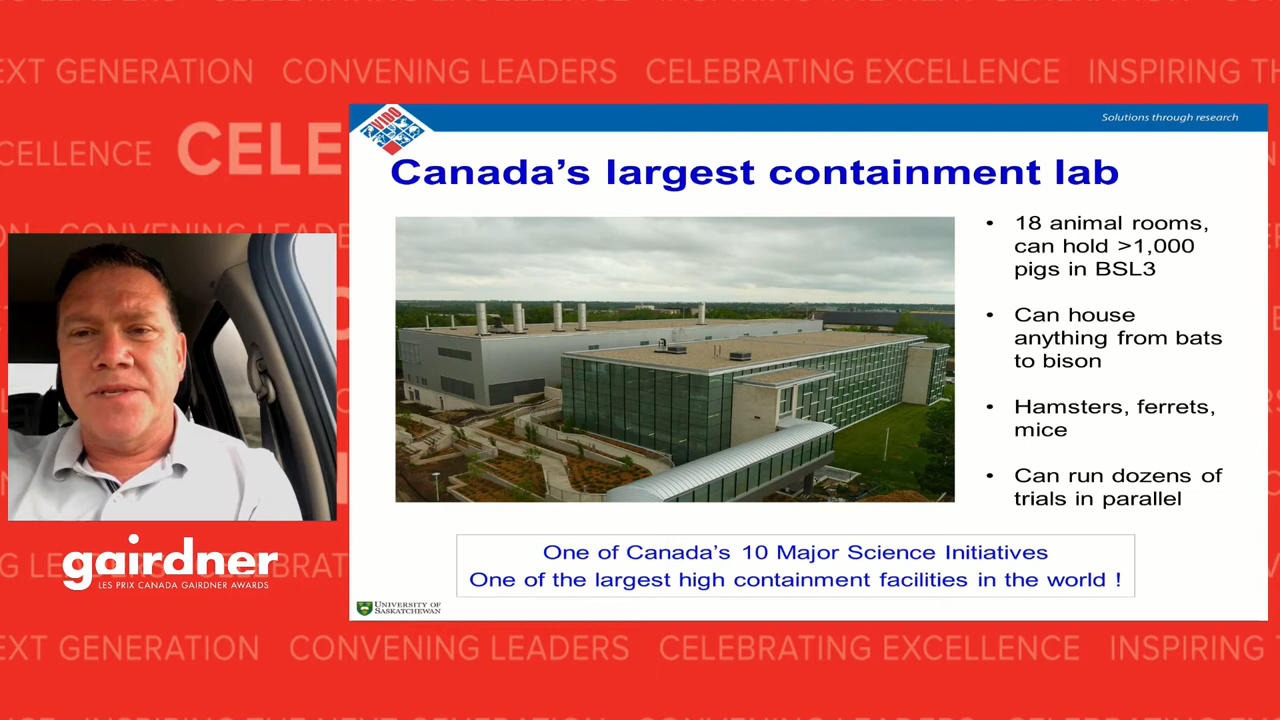 CELEBRATING EXCELLENCE
EXT GENERATION CONVENING LEADERS CELEBRATING EXCELLENCE INSPIRING TH
CELLENCE
CELE
VIDO
Solutions through research
Canada's largest containment lab
• 18 animal rooms,
can hold >1,000
pigs in BSL3
• Can house
anything from bats
to bison
• Hamsters, ferrets,
mice
• Can run dozens of
trials in parallel
One of Canada's 10 Major Science Initiatives
One of the largest high containment facilities in the world !
UNIVERSITY OF
SASKATCHEWAN
gairdner
LES PRIX CANADA GAIRDNER AWARDS
EXT GENERATION CONVENING LEADERS CELEBRATING EXCELLENCE INSPIRING